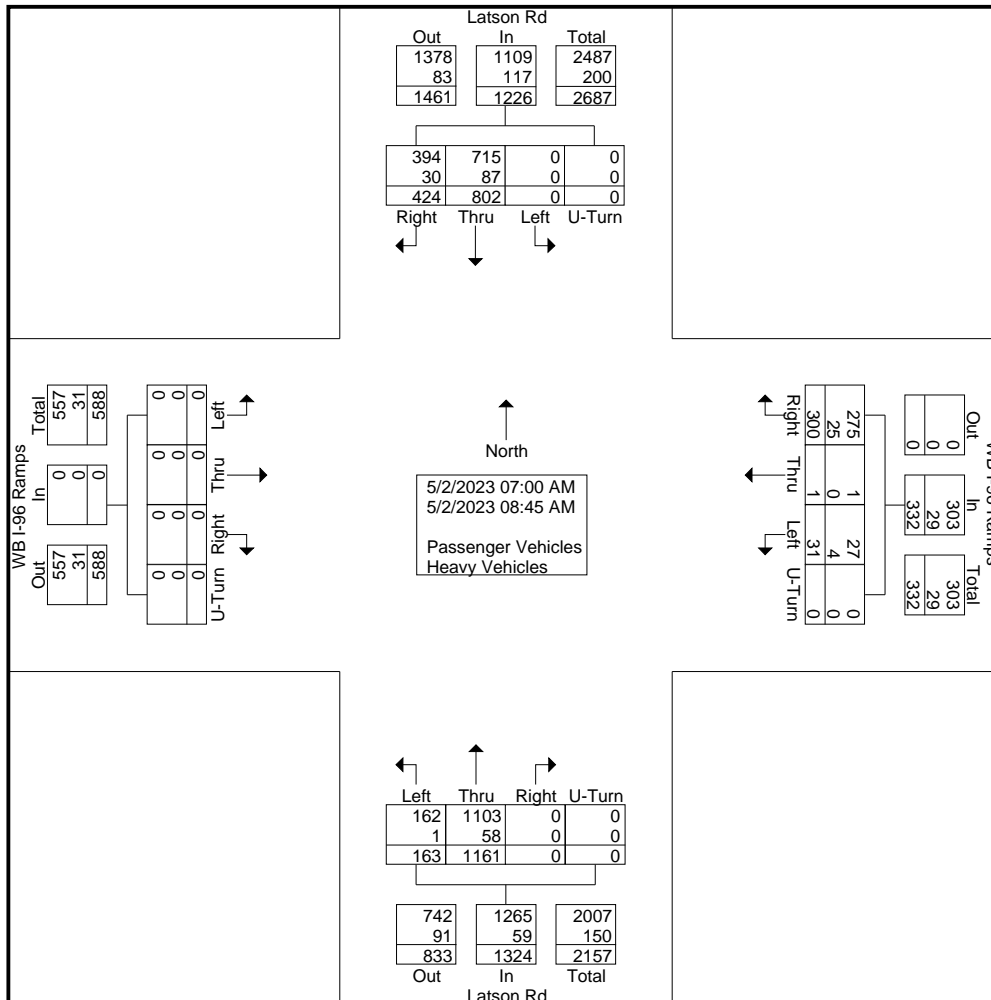 Latson Rd
Out In Total
1378 1109 2487
83 117 200
1461 1226 2687
394 715 0 0
30 87 0 0
424 802 0 0
Right Thru Left U-Turn
WB I-96 Ramps
Total In Out
557 0 557
31 0 31
588 0 588
0 0 0 0
0 0 0 0
0 0 0 0
Left Thru Right U-Turn
North
5/2/2023 07:00 AM
5/2/2023 08:45 AM
Passenger Vehicles
Heavy Vehicles
Right Thru Left U-Turn
275 1 27 0
25 0 4 0
300 1 31 0
Out In Total
0 303 303
0 29 29
0 332 332
Ramps
Left Thru Right U-Turn
162 1103 0 0
1 58 0 0
163 1161 0 0
742 1265 2007
91 59 150
833 1324 2157
Out In Total
Latson Rd